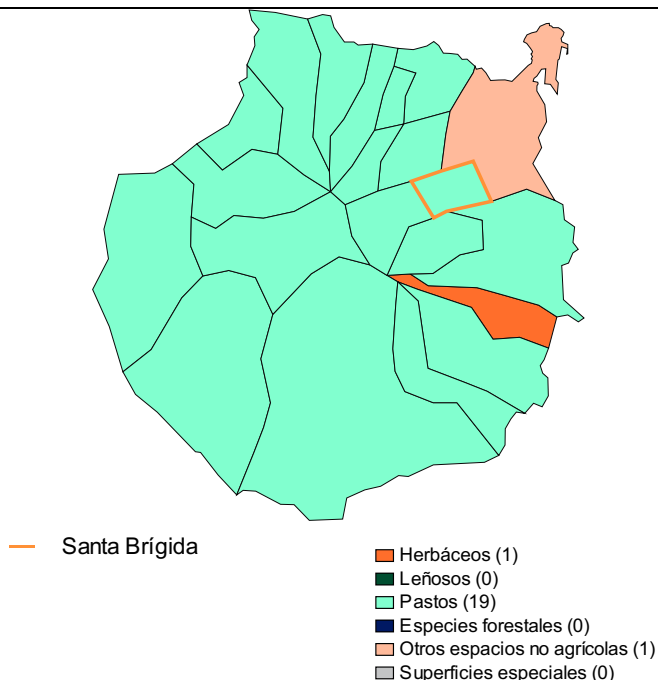 Santa Brígida
Herbáceos (1)
Leñosos (0)
Pastos (19)
Especies forestales (0)
Otros espacios no agrícolas (1)
Superficies especiales (0)